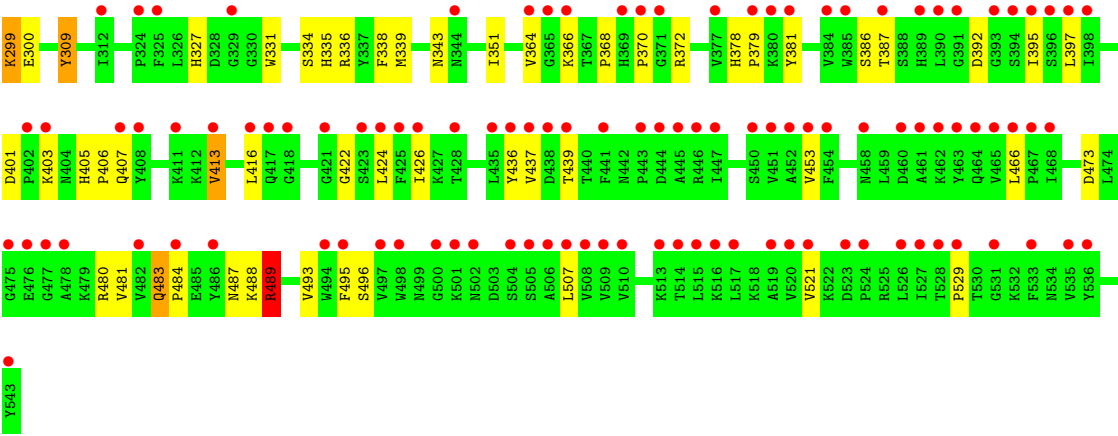 K299 E300 Y309 I312 P324 F325 L326 H327 D328 G329 G330 W331 S334 H335 R336 Y337 F338 M339 N343 N344 I351 V364 G365 K366 T367 P368 H369 P370 G371 R372 V377 H378 P379 K380 Y381 V384 W385 S386 T387 S388 H389 L390 G391 D392 G393 S394 I395 S396 L397 I398
D401 P402 K403 N404 H405 P406 Q407 Y408 K411 K412 V413 L416 Q417 G418 G421 G422 S423 L424 F425 I426 K427 T428 L435 Y436 V437 D438 T439 T440 F441 N442 P443 D444 A445 R446 I447 S450 V451 A452 V453 F454 N458 L459 D460 A461 K462 Y463 Q464 V465 L466 P467 I468 D473 L474
G475 E476 G477 A478 K479 R480 V481 V482 Q483 P484 E485 Y486 N487 K488 R489 V493 W494 F495 S496 V497 W498 N499 G500 K501 N502 D503 S504 S505 A506 L507 V508 V509 V510 K513 T514 L515 K516 L517 K518 A519 V520 V521 K522 D523 P524 R525 L526 I527 T528 P529 T530 G531 K532 F533 N534 V535 Y536
Y543